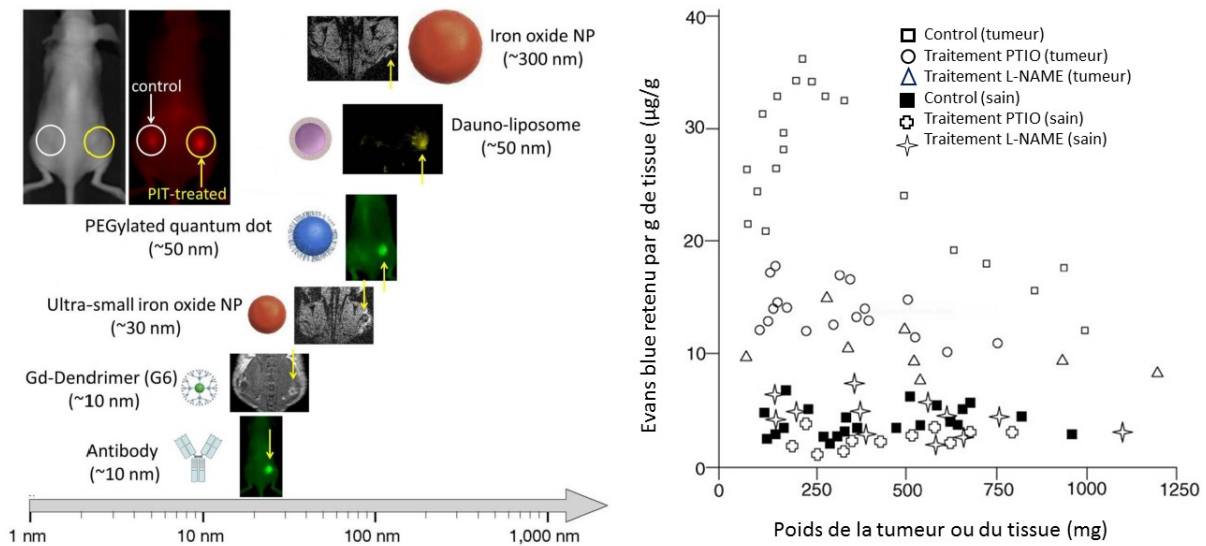 control
PIT-treated
Iron oxide NP
(~300 nm)
Dauno-liposome
(~50 nm)
PEGylated quantum dot
(~50 nm)
Ultra-small iron oxide NP
(~30 nm)
Gd-Dendrimer (G6)
(~10 nm)
Antibody
(~10 nm)
1 nm
10 nm
100 nm
1,000 nm
Evans blue retenu par g de tissue (µg/g
40
30
20
10
0
0
250
500
750
1000
1250
Poids de la tumeur ou du tissue (mg)
Control (tumeur)
Traitement PTIO (tumeur)
Traitement L-NAME (tumeur)
Control (sain)
Traitement PTIO (sain)
Traitement L-NAME (sain)